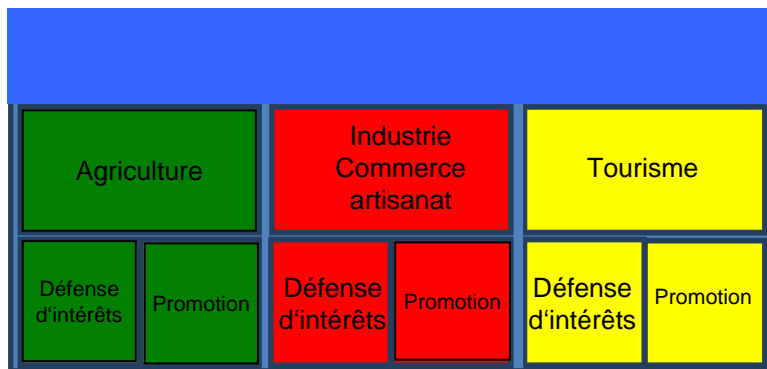 Agriculture
Industrie
Commerce
artisanat
Tourisme
Défense
d‘intérêts
Promotion
Défense
d‘intérêts
Promotion
Défense
d‘intérêts
Promotion